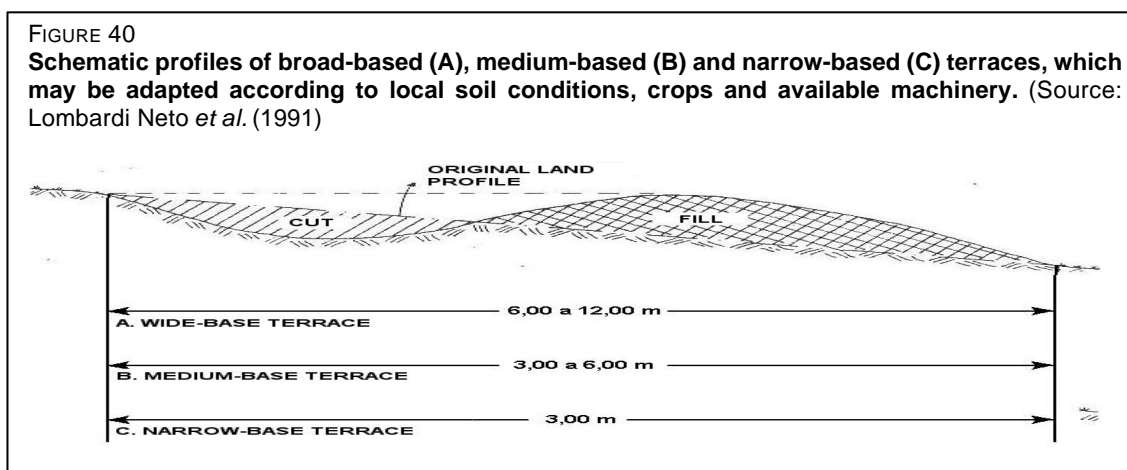 FIGURE 40
Schematic profiles of broad-based (A), medium-based (B) and narrow-based (C) terraces, which
may be adapted according to local soil conditions, crops and available machinery. (Source:
Lombardi Neto et al. (1991)
ORIGINAL LAND
PROFILE
CUT
FILL
6,00 a 12,00 m
A. WIDE-BASE TERRACE
3,00 a 6,00 m
B. MEDIUM-BASE TERRACE
3,00 m
C. NARROW-BASE TERRACE